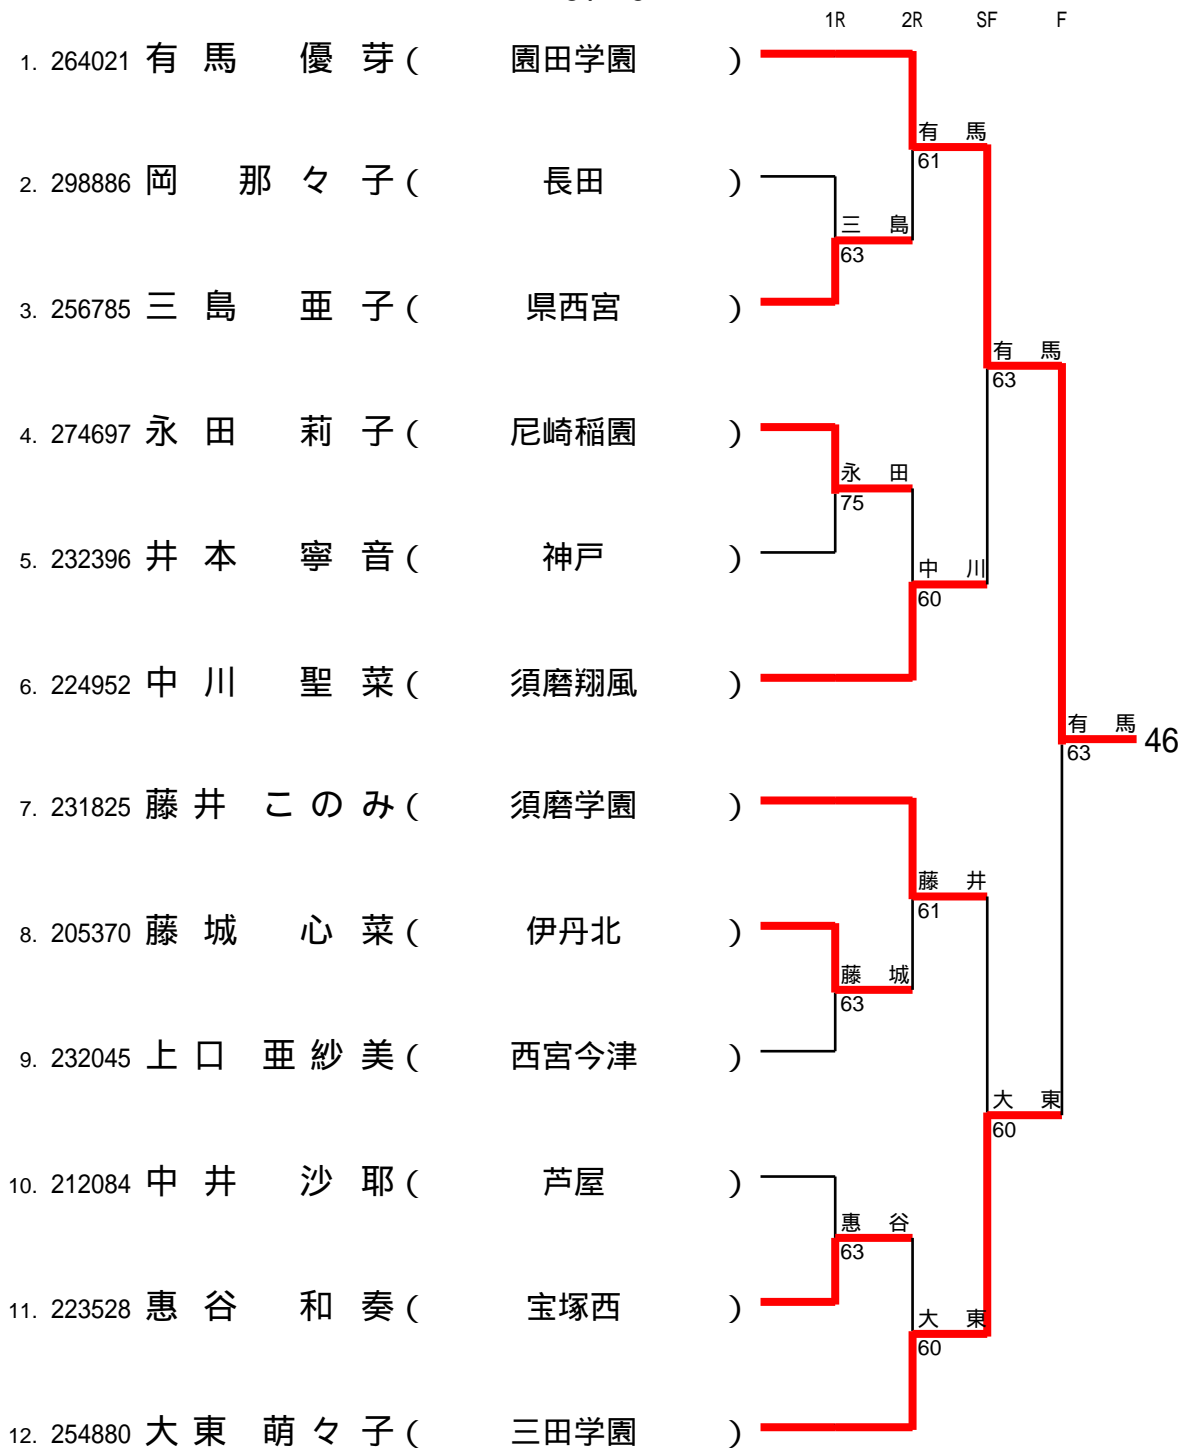 1R 2R SF F
1. 264021 有馬 優芽 ( 園田学園 )
有馬
61
2. 298886 岡 那々子 ( 長田 )
三島
63
3. 256785 三島 亜子 ( 県西宮 )
有馬
63
4. 274697 永田 莉子 ( 尼崎稲園 )
永田
75
5. 232396 井本 寧音 ( 神戸 )
中川
60
6. 224952 中川 聖菜 ( 須磨翔風 )
有馬
63 46
7. 231825 藤井 このみ ( 須磨学園 )
藤井
61
8. 205370 藤城 心菜 ( 伊丹北 )
藤城
63
9. 232045 上口 亜紗美 ( 西宮今津 )
大東
60
10. 212084 中井 沙耶 ( 芦屋 )
惠谷
63
11. 223528 惠谷 和奏 ( 宝塚西 )
大東
60
12. 254880 大東 萌々子 ( 三田学園 )